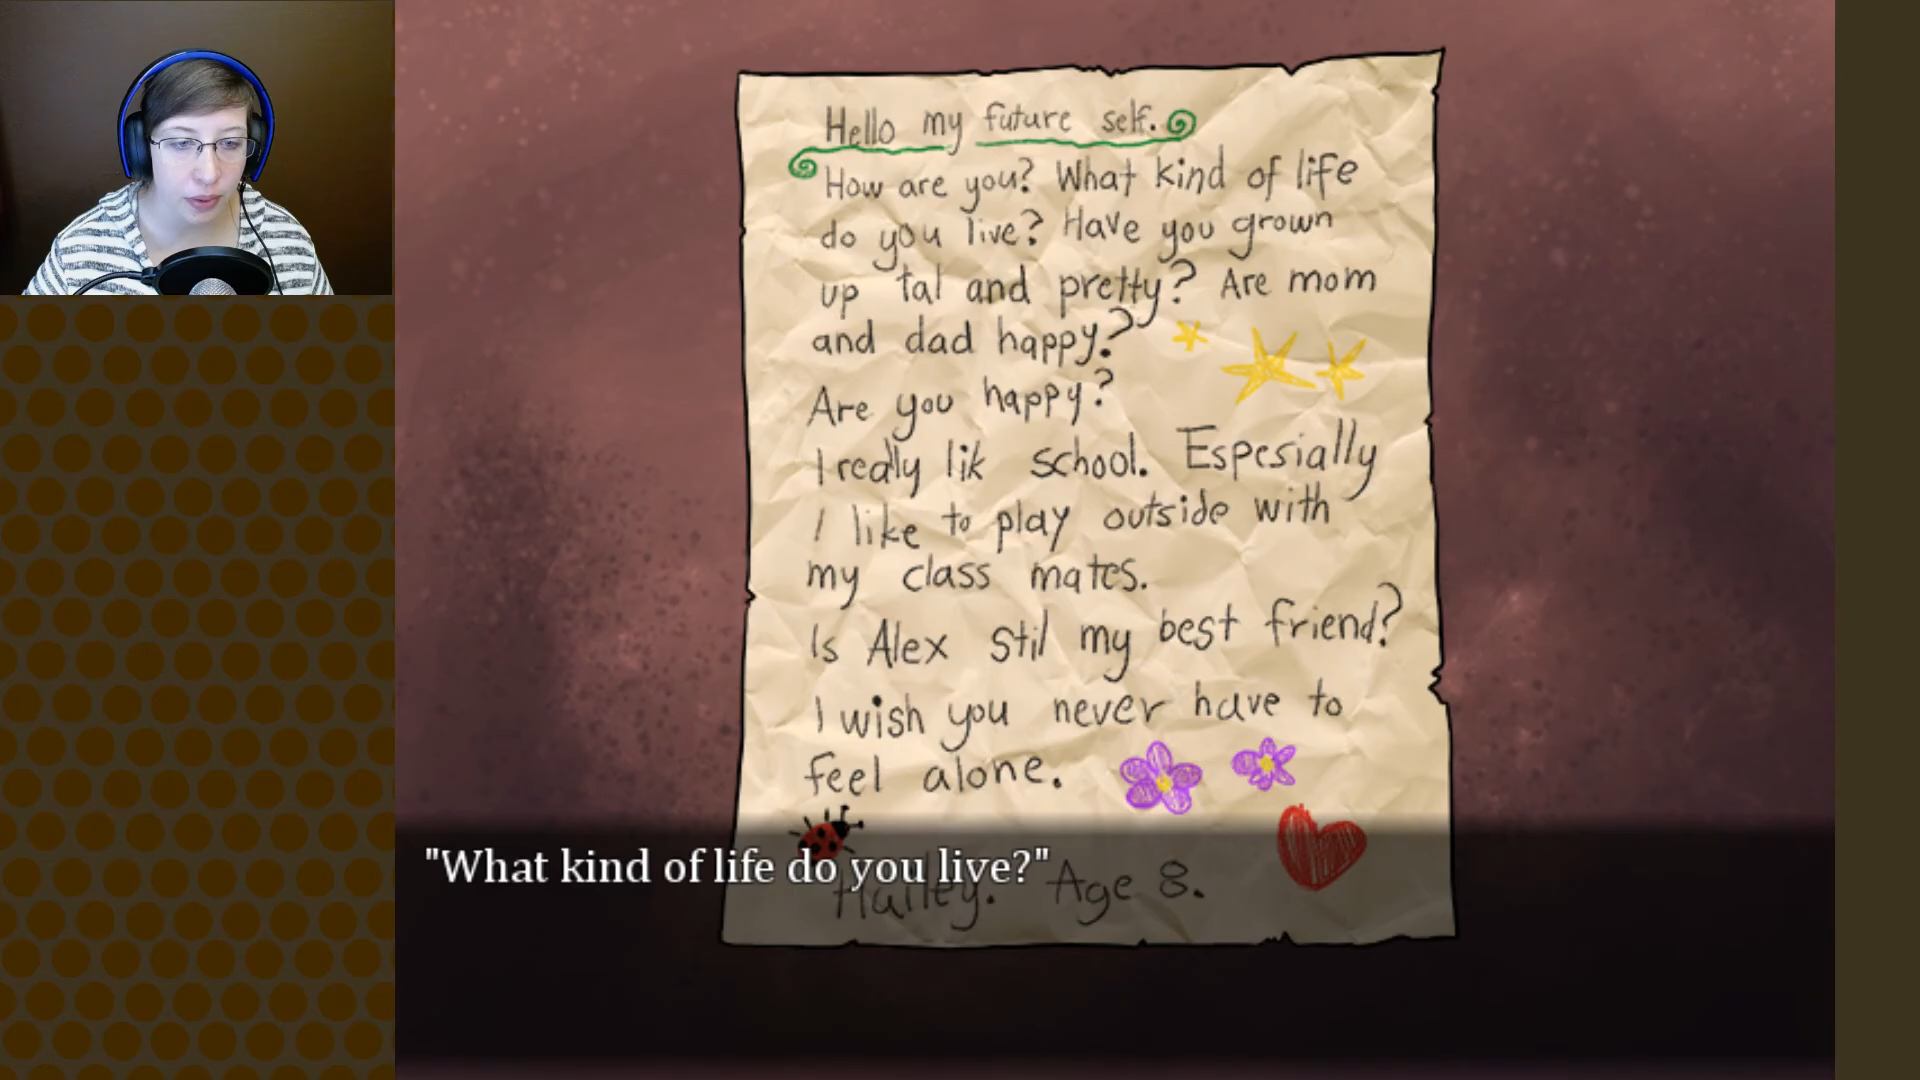 Hello my future self.
How are you? What kind of life
do you live? Have you grown
up tal and pretty? Are mom
and dad happy?
Are you happy?
I really lik school. Espesially
I like to play outside with
my class mates.
Is Alex stil my best friend?
I wish you never have to
feel alone.
"What kind of life do you live?"
Hailey. Age 8.